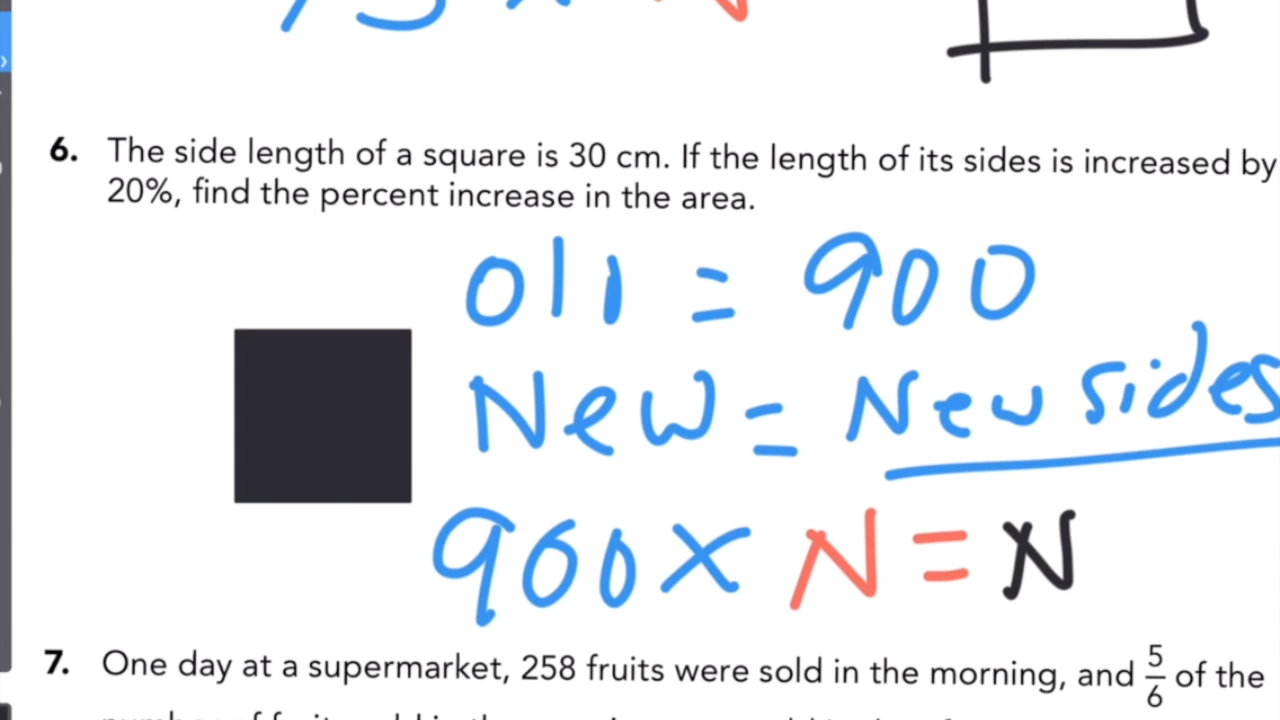 6. The side length of a square is 30 cm. If the length of its sides is increased by
20%, find the percent increase in the area.
011 = 900
New = New sides
900 x N = N
7. One day at a supermarket, 258 fruits were sold in the morning, and 5/6 of the